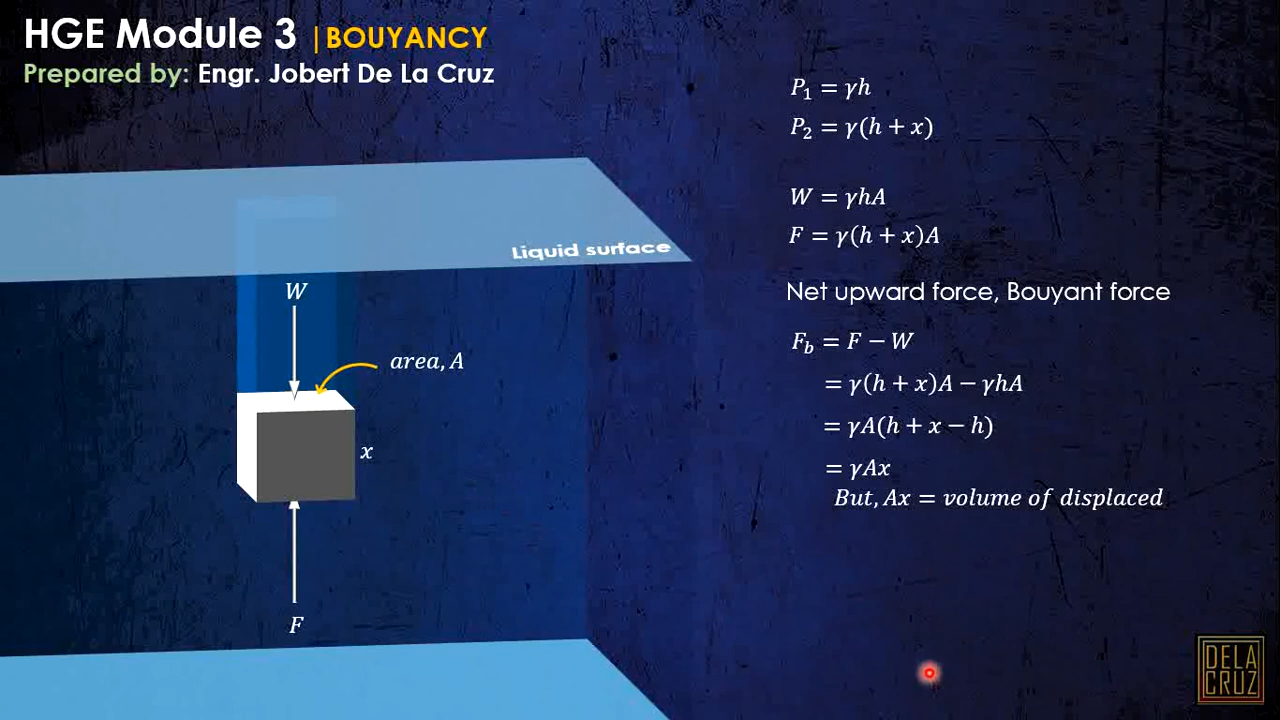 HGE Module 3 |BOUYANCY
Prepared by: Engr. Jobert De La Cruz
P₁ = γh
P₂ = γ(h + x)
W = γhA
F = γ(h + x)A
Liquid surface
Net upward force, Bouyant force
W
F_b = F − W
area, A
= γ(h + x)A − γhA
= γA(h + x − h)
x
= γAx
But, Ax = volume of displaced
F
DELA
CRUZ